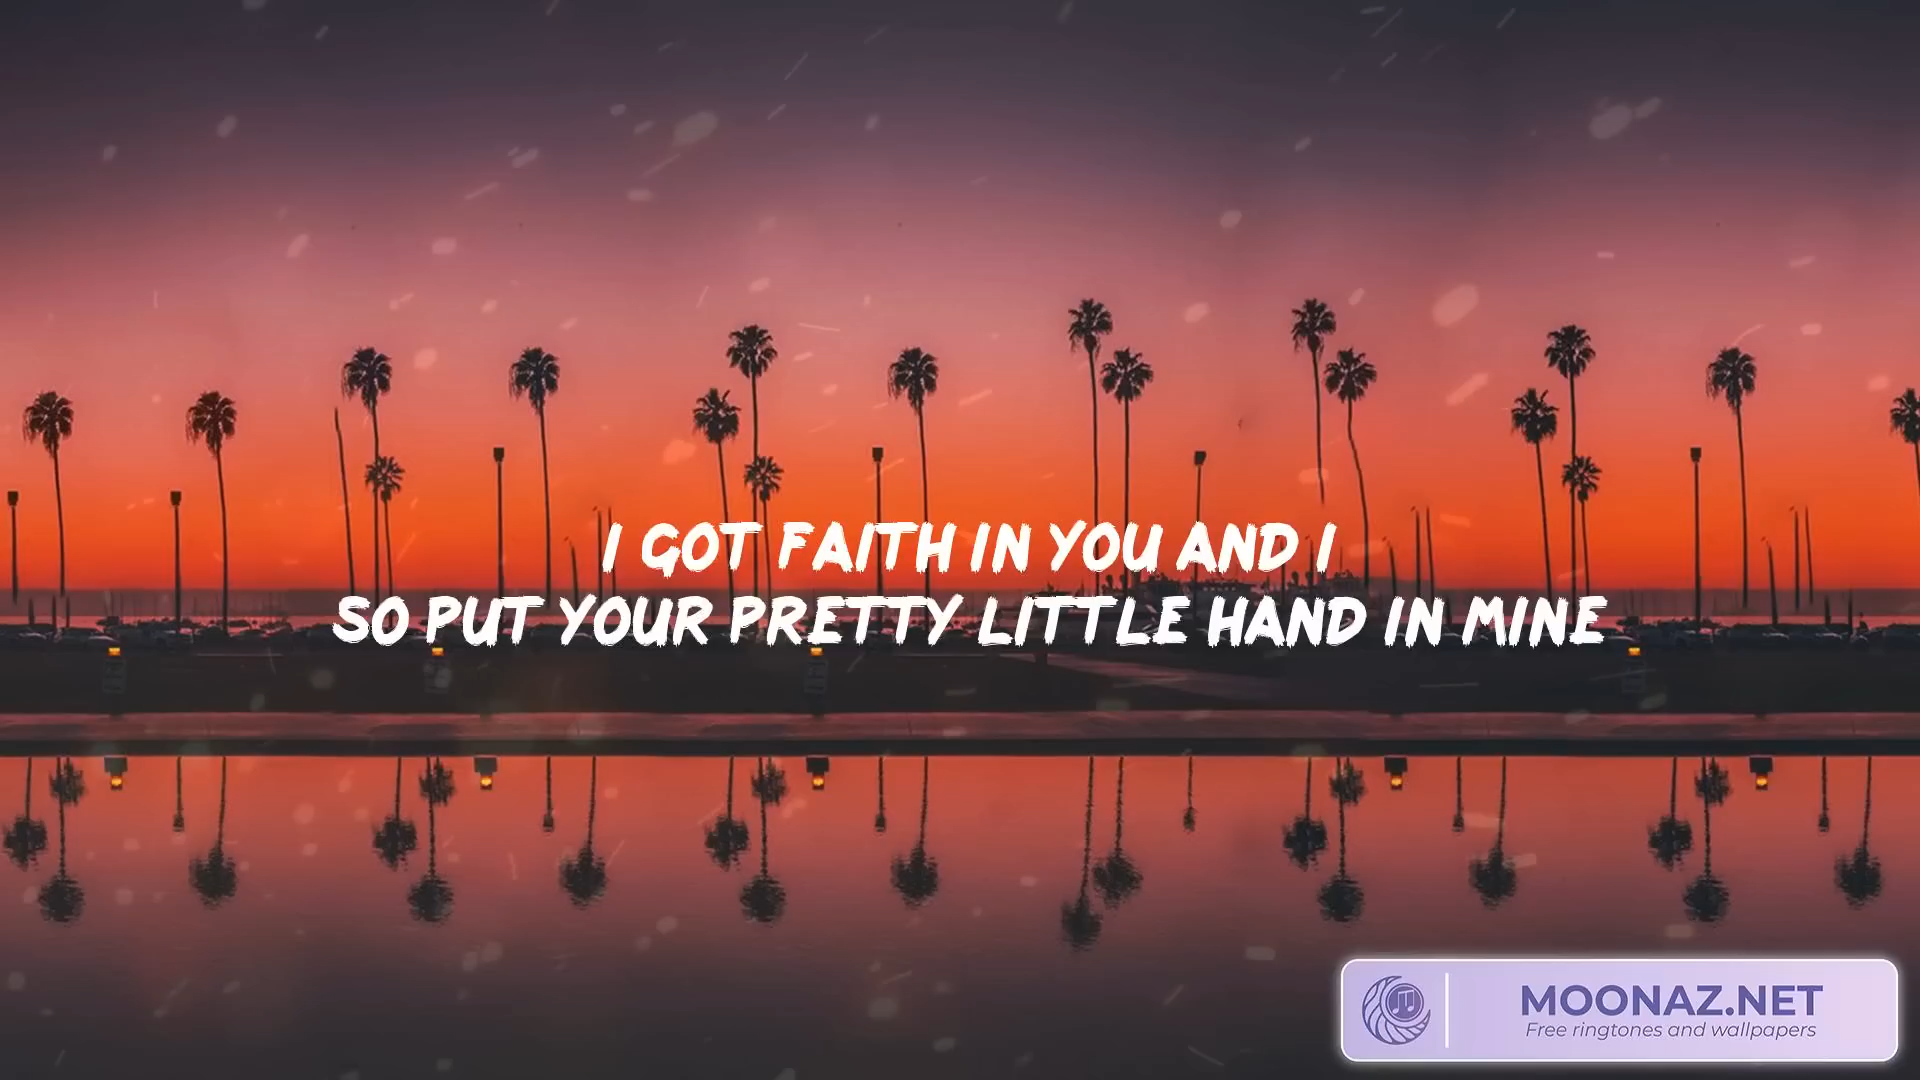 I GOT FAITH IN YOU AND I
SO PUT YOUR PRETTY LITTLE HAND IN MINE
MOONAZ.NET
Free ringtones and wallpapers